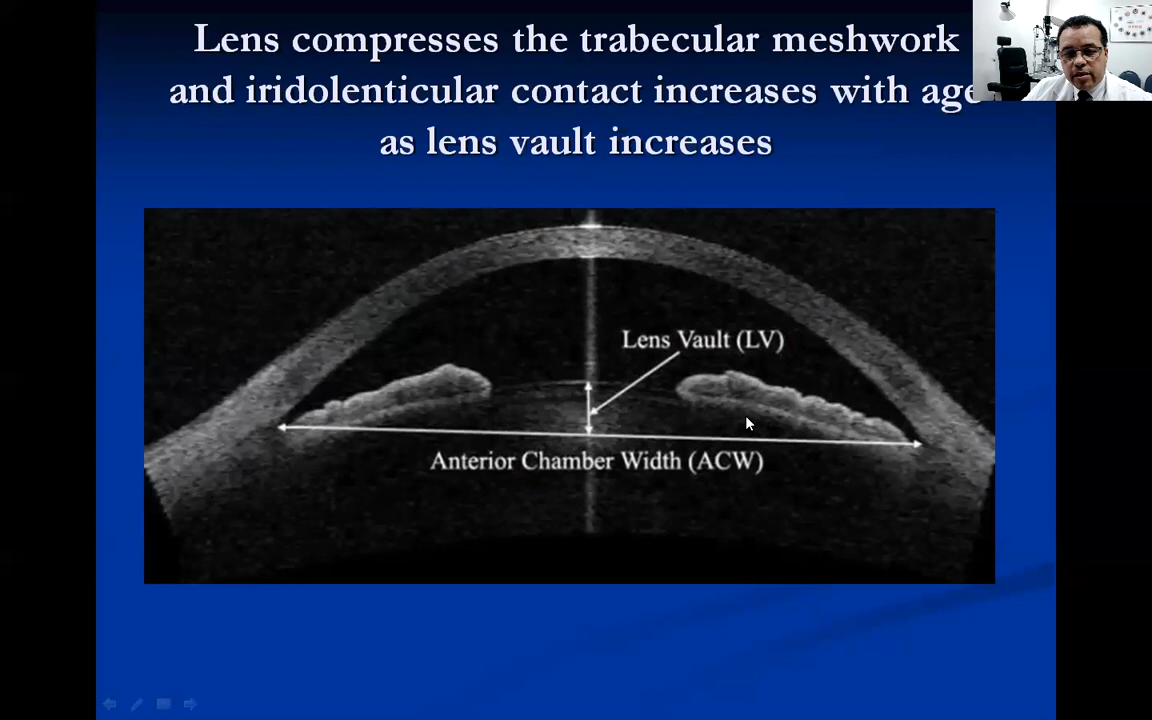 Lens compresses the trabecular meshwork
and iridolenticular contact increases with age
as lens vault increases
Lens Vault (LV)
Anterior Chamber Width (ACW)